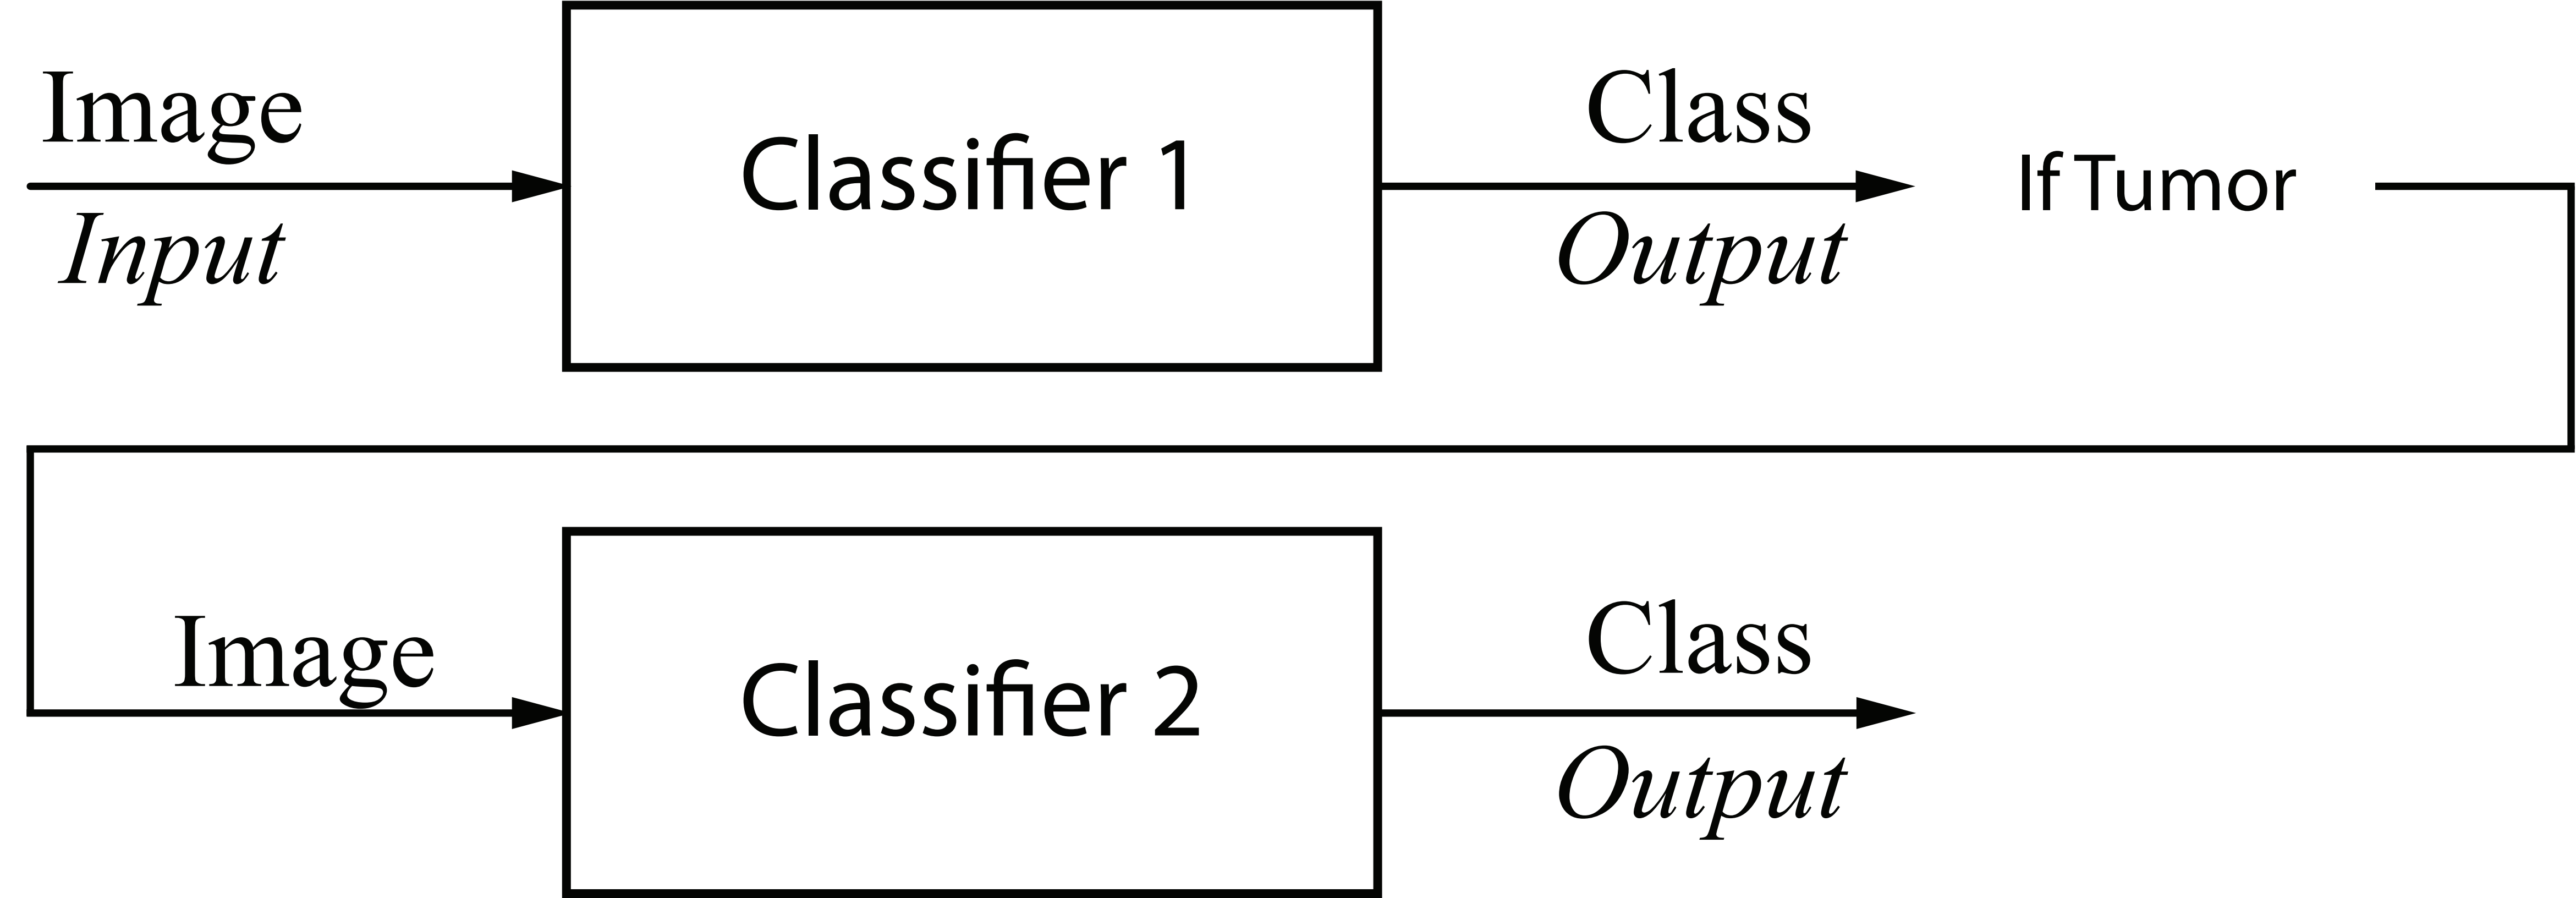 Image
Input
Classifier 1
Class
Output
If Tumor
Image
Classifier 2
Class
Output